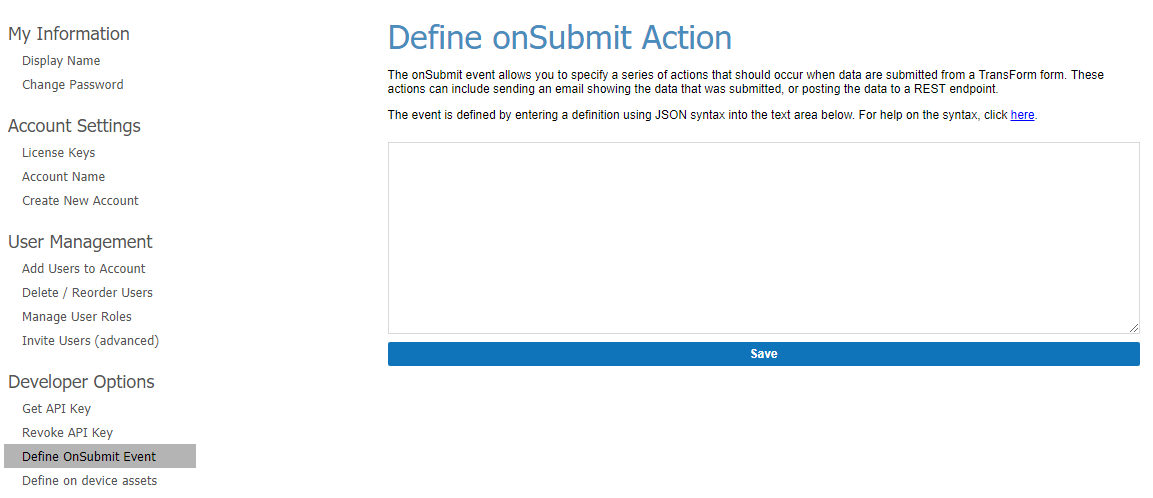 My Information
Display Name
Change Password
Account Settings
License Keys
Account Name
Create New Account
User Management
Add Users to Account
Delete / Reorder Users
Manage User Roles
Invite Users (advanced)
Developer Options
Get API Key
Revoke API Key
Define OnSubmit Event
Define on device assets
Define onSubmit Action
The onSubmit event allows you to specify a series of actions that should occur when data are submitted from a TransForm form. These
actions can include sending an email showing the data that was submitted, or posting the data to a REST endpoint.
The event is defined by entering a definition using JSON syntax into the text area below. For help on the syntax, click here.
Save